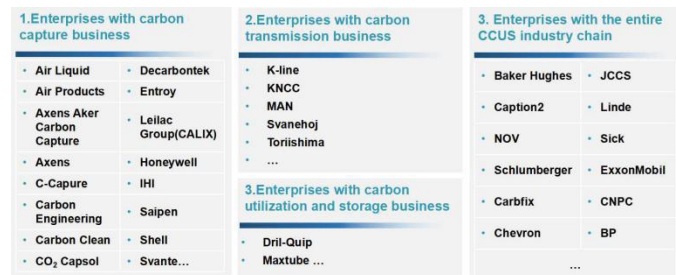 1.Enterprises with carbon
capture business
Air Liquid
Air Products
Axens Aker
Carbon
Capture
Axens
C-Capure
Carbon
Engineering
Carbon Clean
CO₂ Capsol
Decarbontek
Entroy
Leilac
Group(CALIX)
Honeywell
IHI
Saipen
Shell
Svante…
2.Enterprises with carbon
transmission business
K-line
KNCC
MAN
Svanehoj
Toriishima
…
3.Enterprises with carbon
utilization and storage business
Dril-Quip
Maxtube …
3. Enterprises with the entire
CCUS industry chain
Baker Hughes
Caption2
NOV
Schlumberger
Carbfix
Chevron
JCCS
Linde
Sick
ExxonMobil
CNPC
BP
…